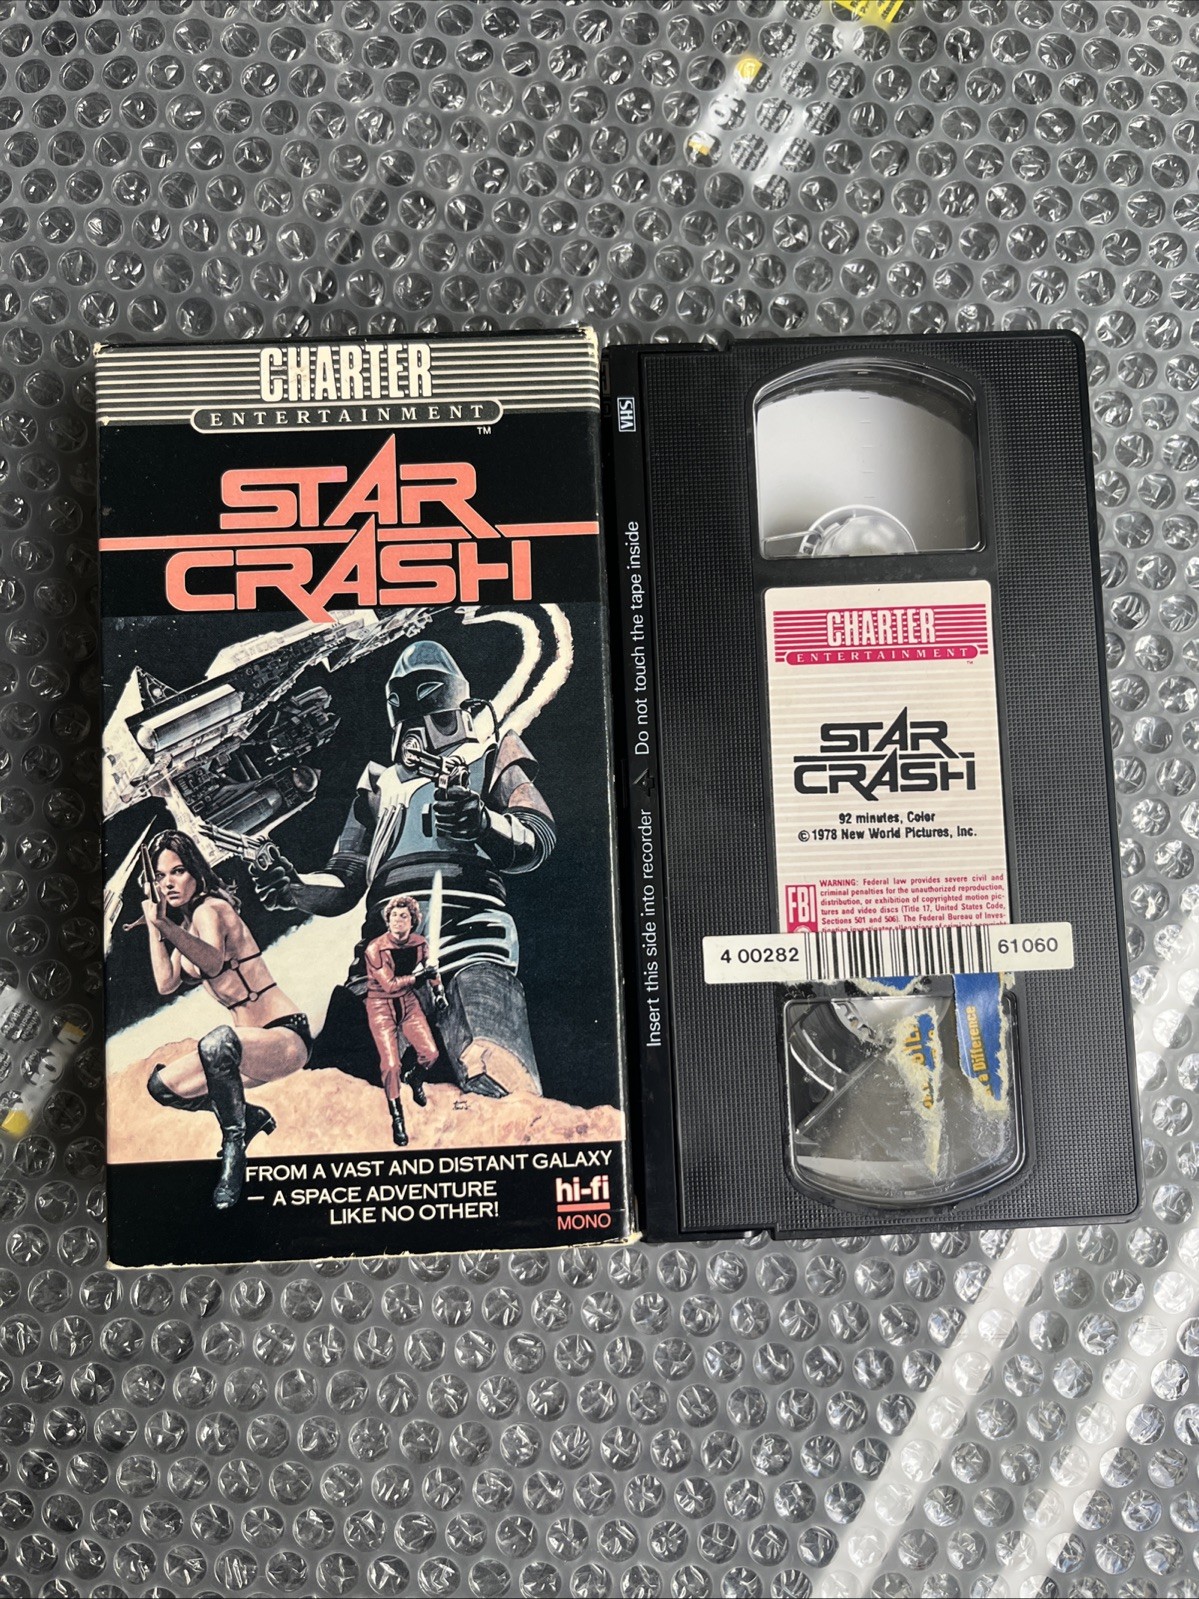 CHARTER
ENTERTAINMENT
TM
STAR
CRASH
FROM A VAST AND DISTANT GALAXY
— A SPACE ADVENTURE
LIKE NO OTHER!
hi-fi
MONO
VHS
Insert this side into recorder Do not touch the tape inside
CHARTER
ENTERTAINMENT
TM
STAR
CRASH
92 minutes, Color
© 1978 New World Pictures, Inc.
FBI
WARNING: Federal law provides severe civil and
criminal penalties for the unauthorized reproduction,
distribution, or exhibition of copyrighted motion pic-
tures and video discs (Title 17, United States Code,
Sections 501 and 506). The Federal Bureau of Inves-
4 00282
61060
a Difference